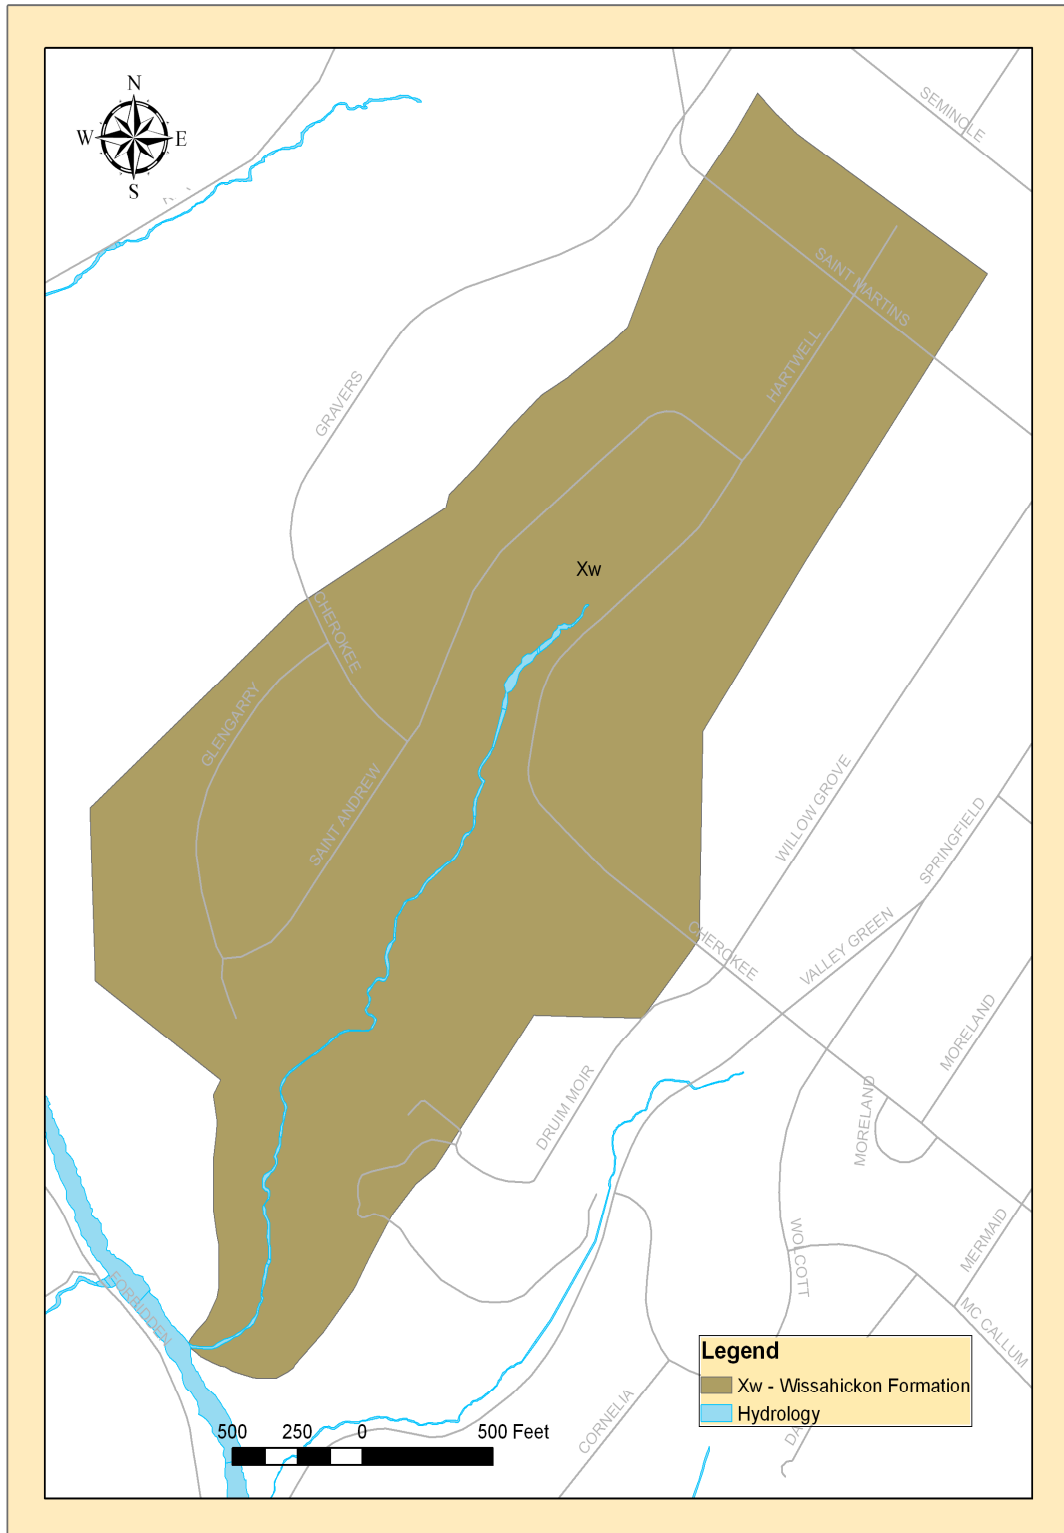 N
W E
S
SEMINOLE
SAINT MARTINS
HARTWELL
GRAVERS
Xw
CHEROKEE
GLENGARRY
SAINT ANDREW
WILLOW GROVE
SPRINGFIELD
VALLEY GREEN
CHEROKEE
MORELAND
DRUIM MOIR
MORELAND
MERMAID
WOLCOTT
FORBIDDEN
MC CALLUM
Legend
Xw - Wissahickon Formation
Hydrology
CORNELIA
500 250 0 500 Feet